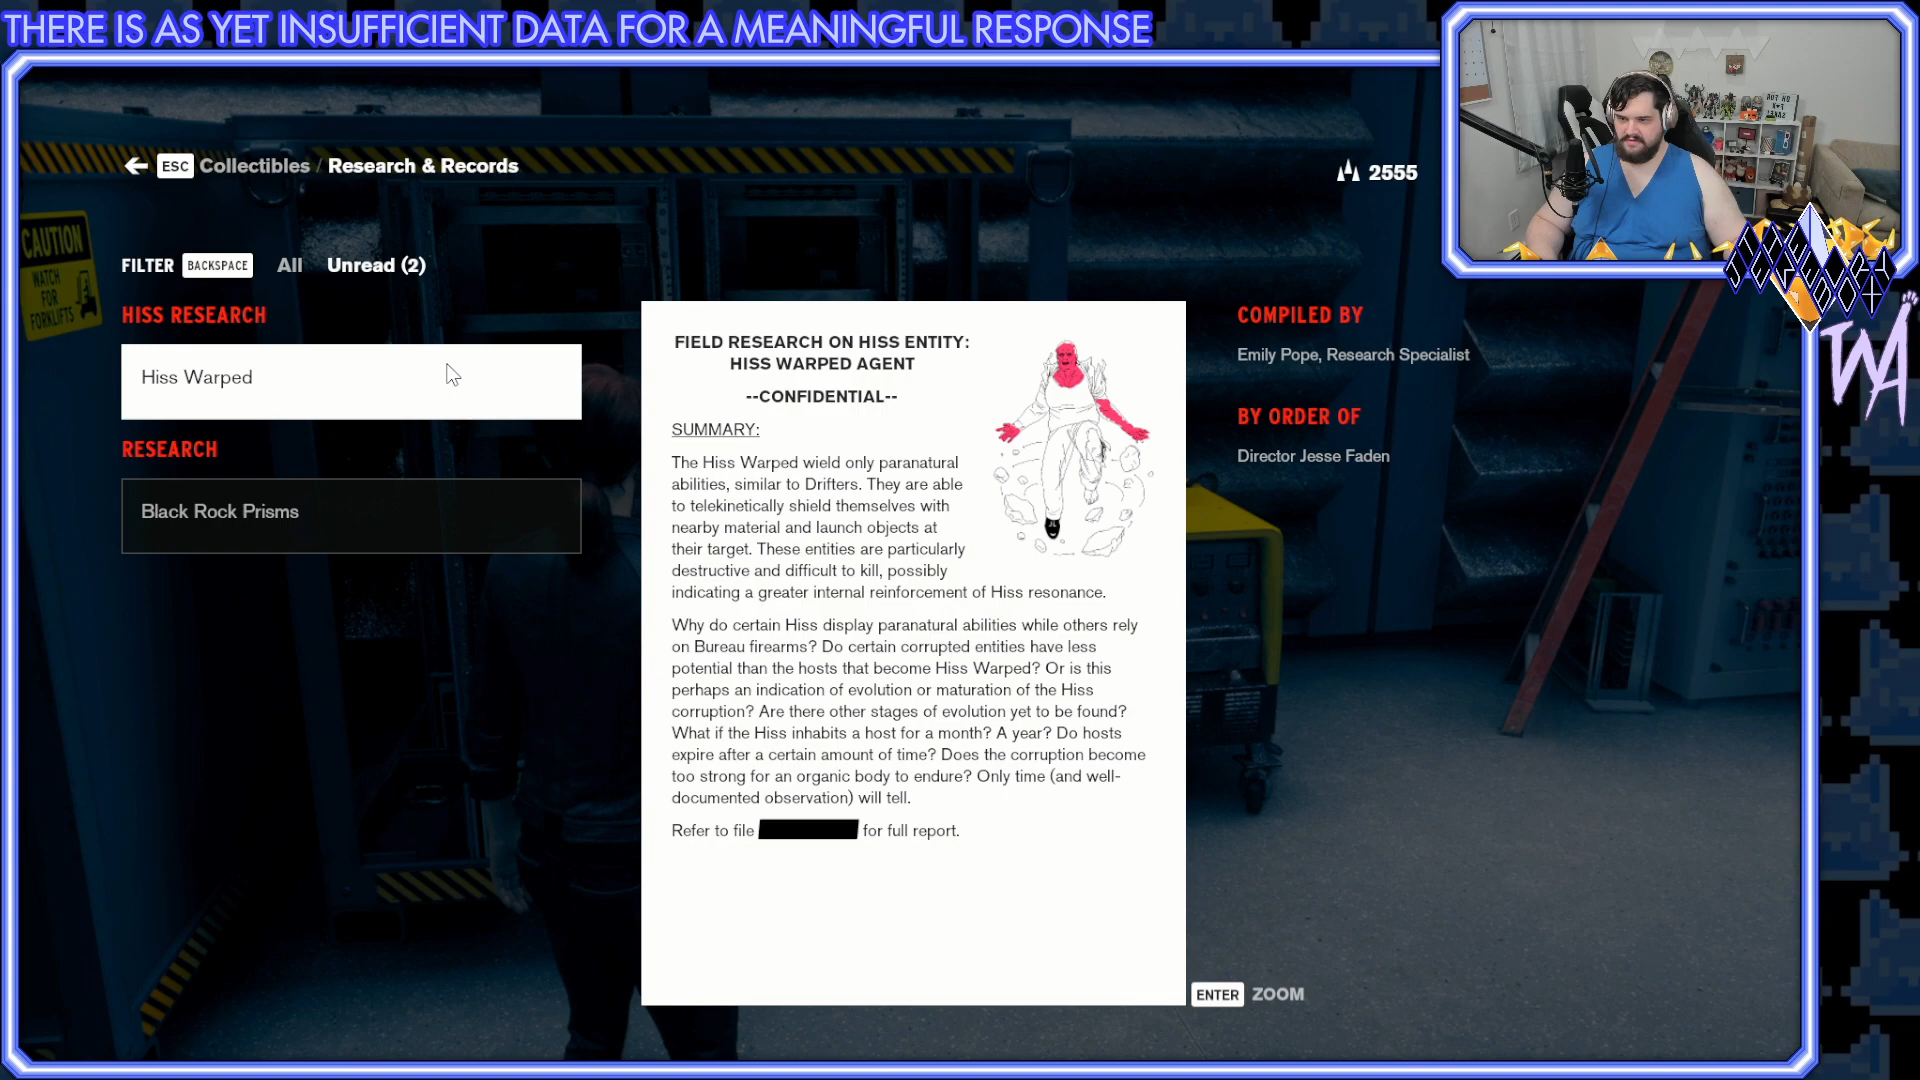 THERE IS AS YET INSUFFICIENT DATA FOR A MEANINGFUL RESPONSE
ESC Collectibles / Research & Records
2555
CAUTION
WATCH
FOR
FORKLIFTS
FILTER BACKSPACE All Unread (2)
HISS RESEARCH
Hiss Warped
RESEARCH
Black Rock Prisms
FIELD RESEARCH ON HISS ENTITY:
HISS WARPED AGENT
--CONFIDENTIAL--
SUMMARY:
The Hiss Warped wield only paranatural
abilities, similar to Drifters. They are able
to telekinetically shield themselves with
nearby material and launch objects at
their target. These entities are particularly
destructive and difficult to kill, possibly
indicating a greater internal reinforcement of Hiss resonance.
Why do certain Hiss display paranatural abilities while others rely
on Bureau firearms? Do certain corrupted entities have less
potential than the hosts that become Hiss Warped? Or is this
perhaps an indication of evolution or maturation of the Hiss
corruption? Are there other stages of evolution yet to be found?
What if the Hiss inhabits a host for a month? A year? Do hosts
expire after a certain amount of time? Does the corruption become
too strong for an organic body to endure? Only time (and well-
documented observation) will tell.
Refer to file for full report.
COMPILED BY
Emily Pope, Research Specialist
BY ORDER OF
Director Jesse Faden
ENTER ZOOM